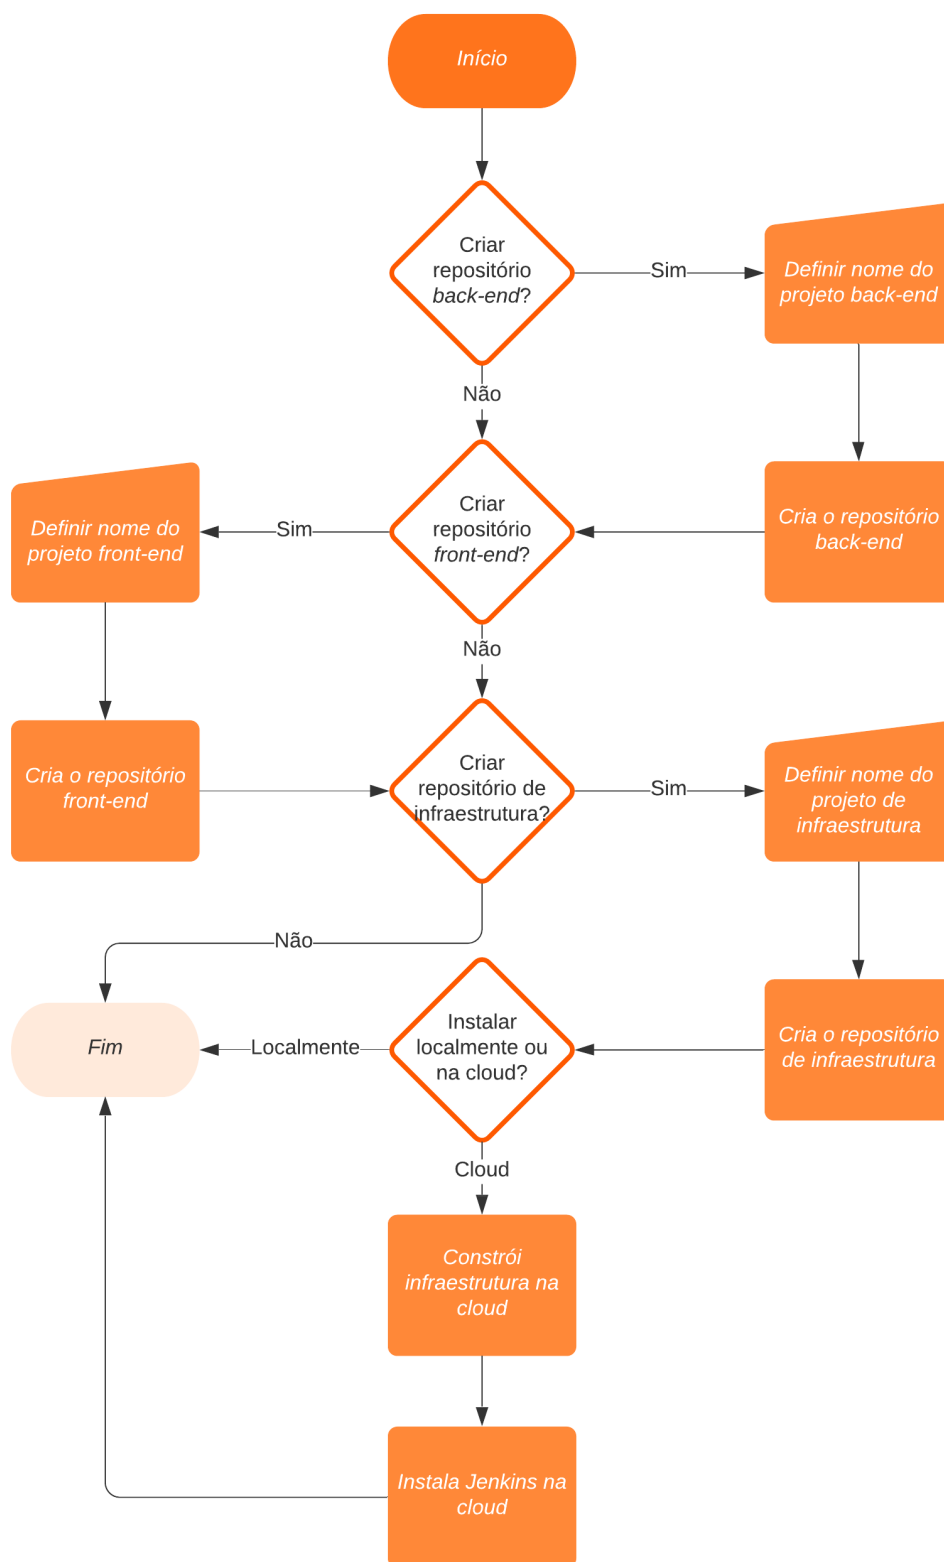 Início
Criar
repositório
back-end?
Sim
Definir nome do
projeto back-end
Não
Cria o repositório
back-end
Criar
repositório
front-end?
Sim
Definir nome do
projeto front-end
Não
Cria o repositório
front-end
Criar
repositório de
infraestrutura?
Sim
Definir nome do
projeto de
infraestrutura
Não
Cria o repositório
de infraestrutura
Instalar
localmente ou
na cloud?
Localmente
Fim
Cloud
Constrói
infraestrutura na
cloud
Instala Jenkins na
cloud